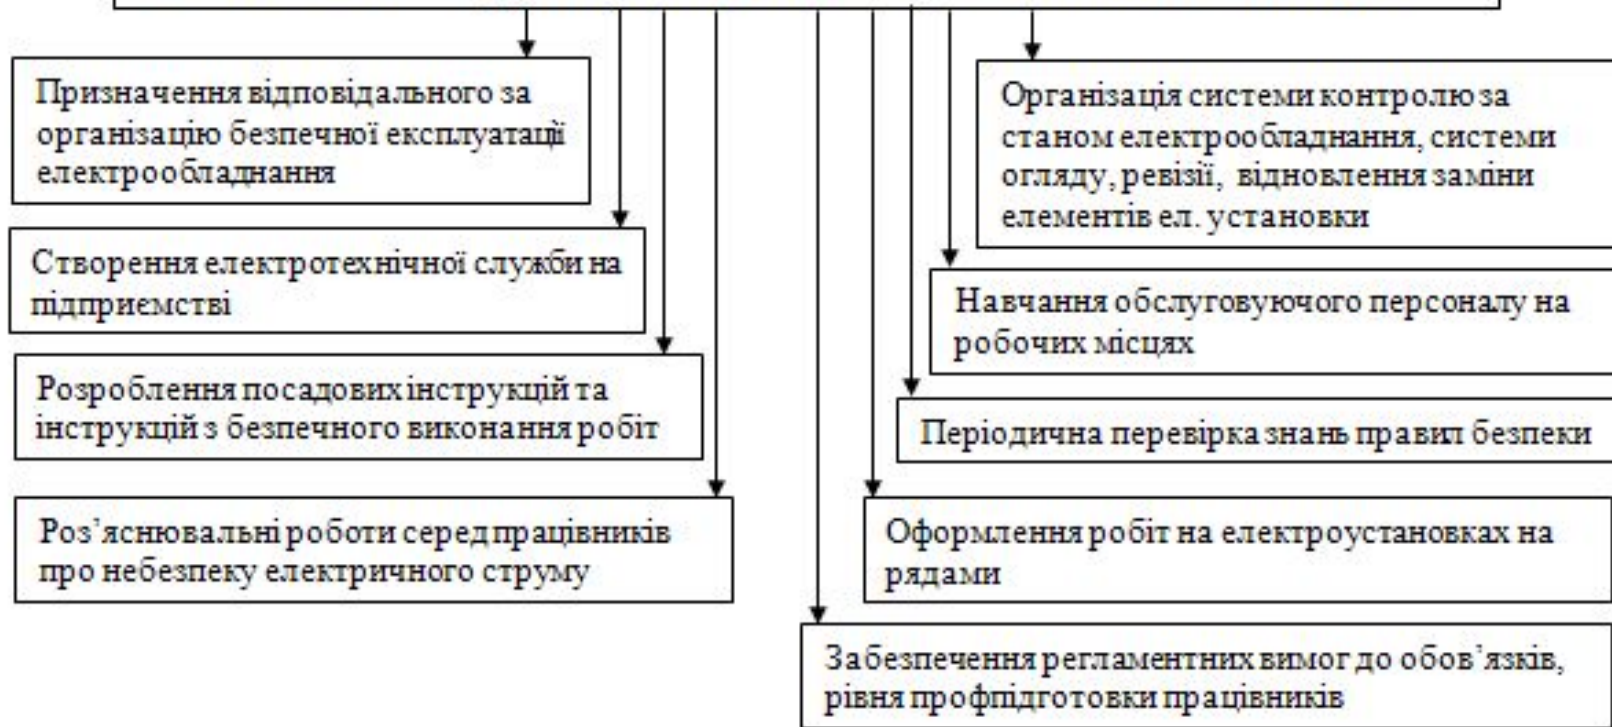 Призначення відповідального за
організацію безпечної експлуатації
електрообладнання
Створення електротехнічної служби на
підприємстві
Розроблення посадових інструкцій та
інструкцій з безпечного виконання робіт
Роз’яснювальні роботи серед працівників
про небезпеку електричного струму
Організація системи контролю за
станом електрообладнання, системи
огляду, ревізії, відновлення заміни
елементів ел. установки
Навчання обслуговуючого персоналу на
робочих місцях
Періодична перевірка знань правил безпеки
Оформлення робіт на електроустановках на
рядами
Забезпечення регламентних вимог до обов’язків,
рівня профпідготовки працівників